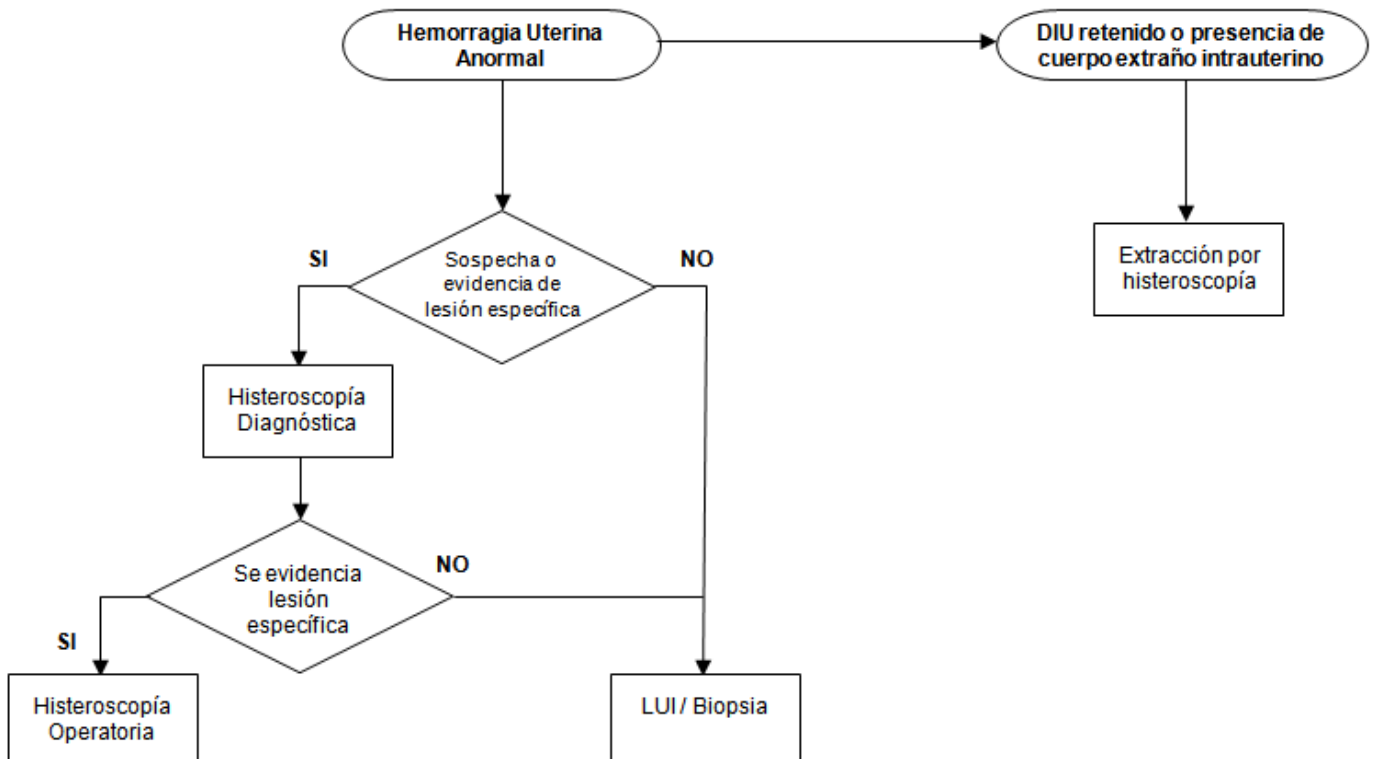 Hemorragia Uterina
Anormal
DIU retenido o presencia de
cuerpo extraño intrauterino
SI
Sospecha o
evidencia de
lesión específica
NO
Extracción por
histeroscopía
Histeroscopía
Diagnóstica
Se evidencia
lesión
específica
NO
SI
Histeroscopía
Operatoria
LUI / Biopsia